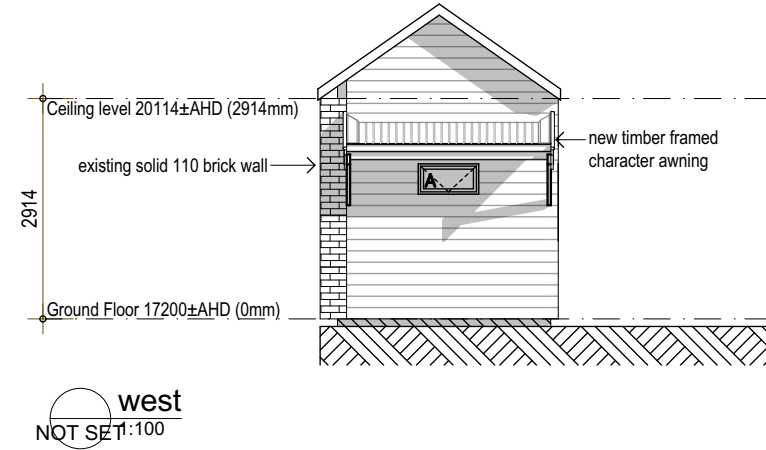 Ceiling level 20114±AHD (2914mm)
new timber framed
character awning
existing solid 110 brick wall
A
2914
Ground Floor 17200±AHD (0mm)
west
NOT SET
1:100